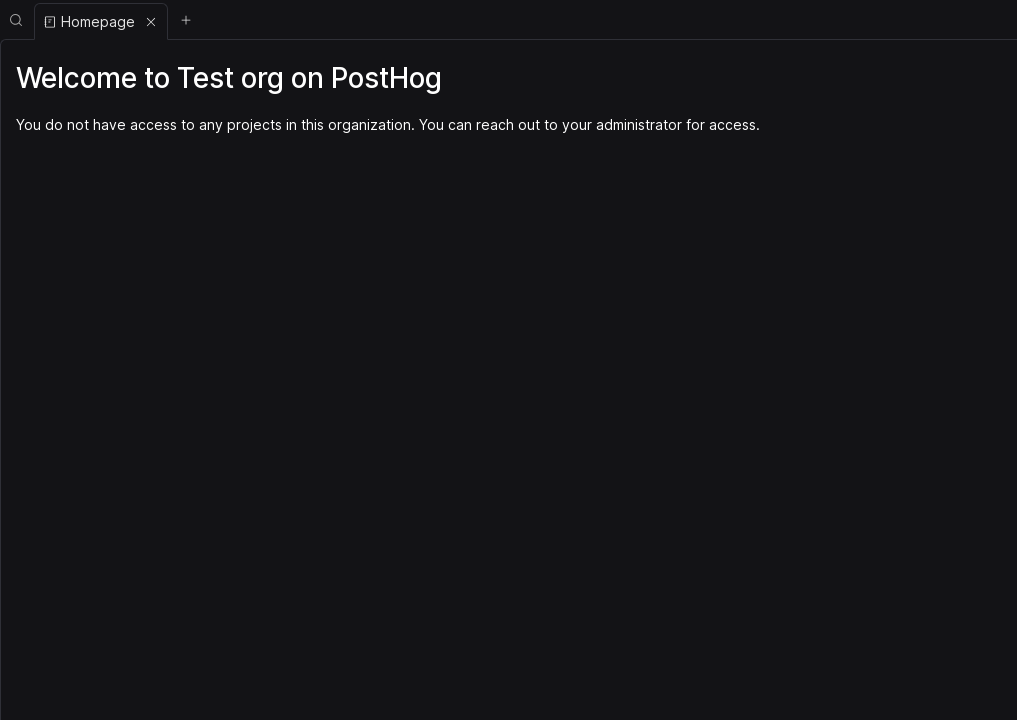 Homepage
Welcome to Test org on PostHog
You do not have access to any projects in this organization. You can reach out to your administrator for access.